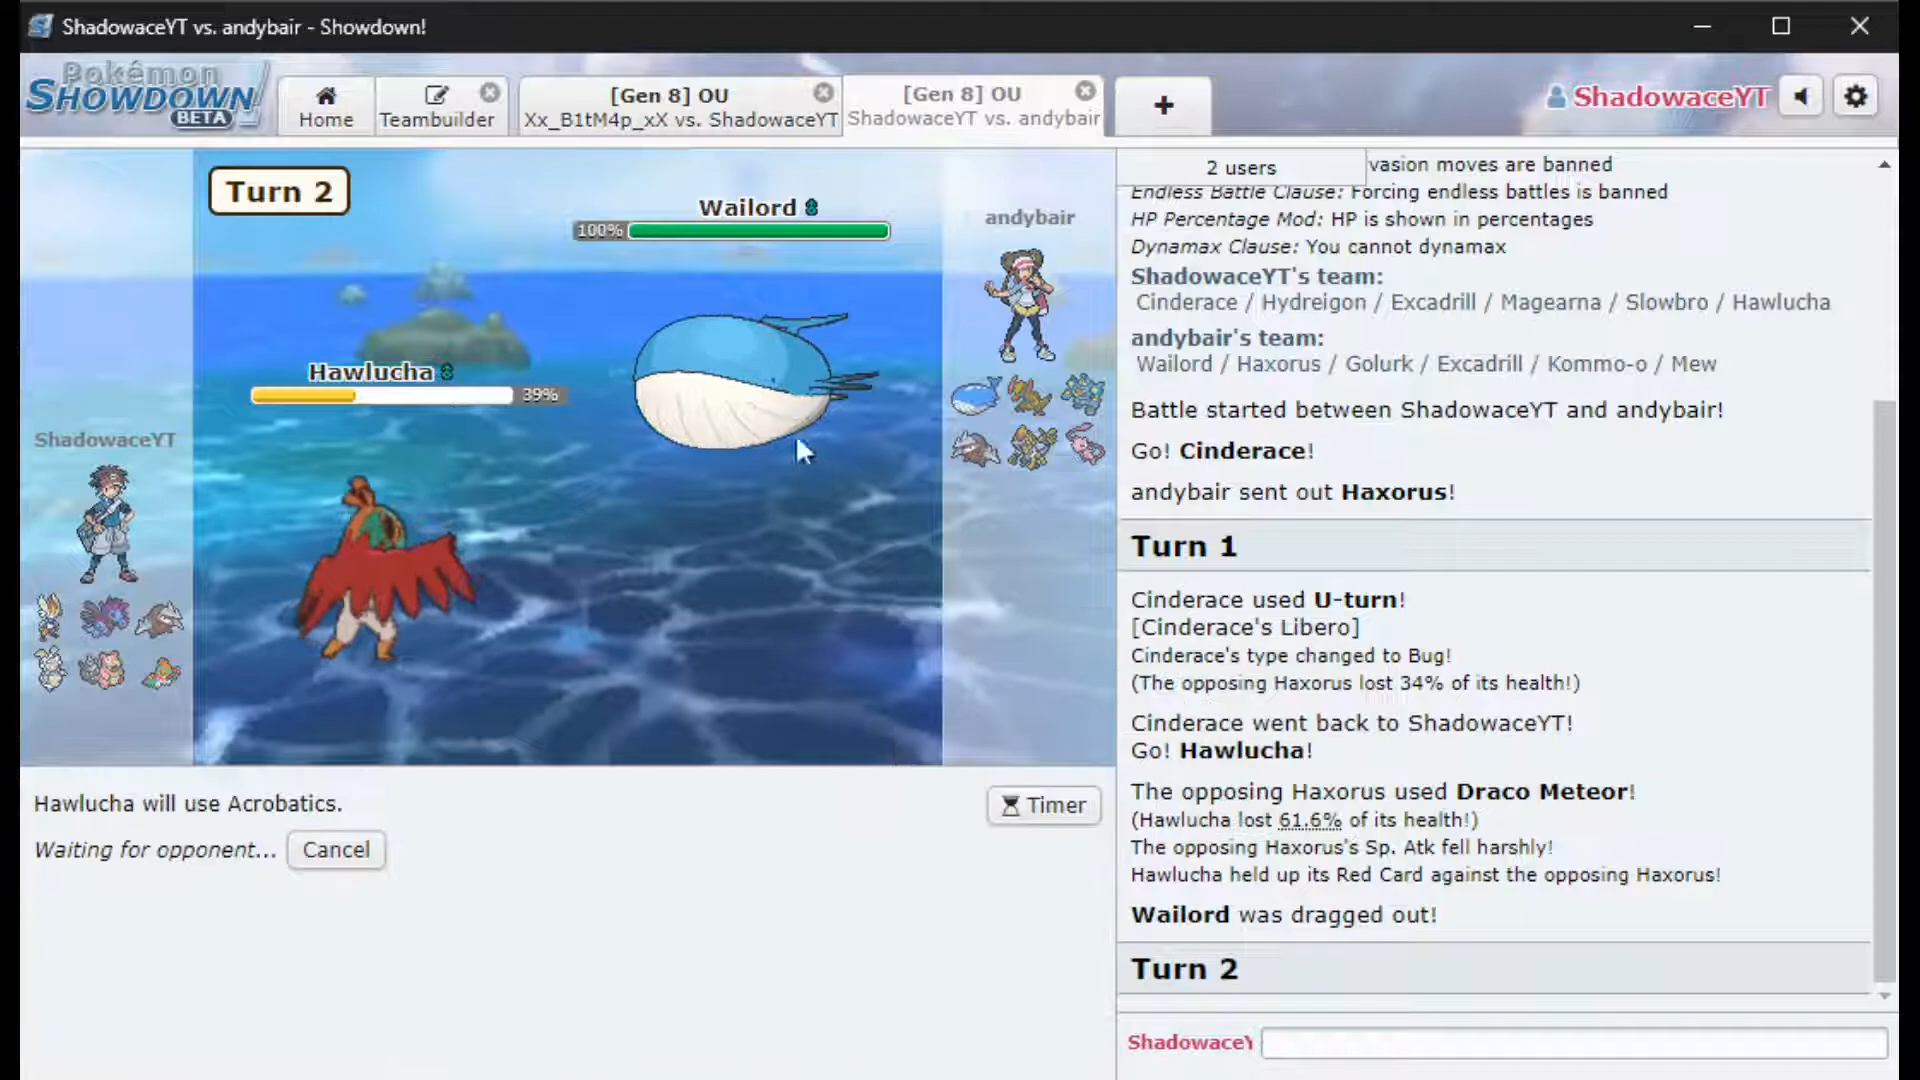 ShadowaceYT vs. andybair - Showdown!
Pokémon
SHOWDOWN
BETA
Home
Teambuilder
[Gen 8] OU
Xx_B1tM4p_xX vs. ShadowaceYT
[Gen 8] OU
ShadowaceYT vs. andybair
+
ShadowaceYT
Turn 2
Wailord
100%
andybair
Hawlucha
39%
ShadowaceYT
Hawlucha will use Acrobatics.
Timer
Waiting for opponent...
Cancel
2 users
vasion moves are banned
Endless Battle Clause: Forcing endless battles is banned
HP Percentage Mod: HP is shown in percentages
Dynamax Clause: You cannot dynamax
ShadowaceYT's team:
Cinderace / Hydreigon / Excadrill / Magearna / Slowbro / Hawlucha
andybair's team:
Wailord / Haxorus / Golurk / Excadrill / Kommo-o / Mew
Battle started between ShadowaceYT and andybair!
Go! Cinderace!
andybair sent out Haxorus!
Turn 1
Cinderace used U-turn!
[Cinderace's Libero]
Cinderace's type changed to Bug!
(The opposing Haxorus lost 34% of its health!)
Cinderace went back to ShadowaceYT!
Go! Hawlucha!
The opposing Haxorus used Draco Meteor!
(Hawlucha lost 61.6% of its health!)
The opposing Haxorus's Sp. Atk fell harshly!
Hawlucha held up its Red Card against the opposing Haxorus!
Wailord was dragged out!
Turn 2
ShadowaceY